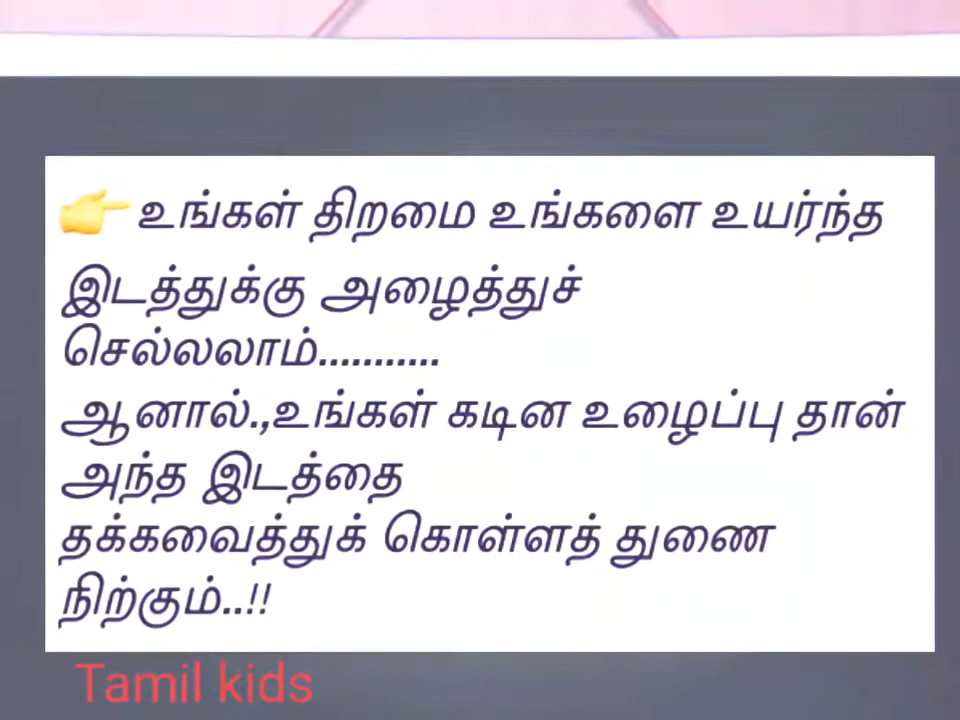 👉உங்கள் திறமை உங்களை உயர்ந்த
இடத்துக்கு அழைத்துச்
செல்லலாம்...........
ஆனால்.,உங்கள் கடின உழைப்பு தான்
அந்த இடத்தை
தக்கவைத்துக் கொள்ளத் துணை
நிற்கும்..!!
Tamil kids